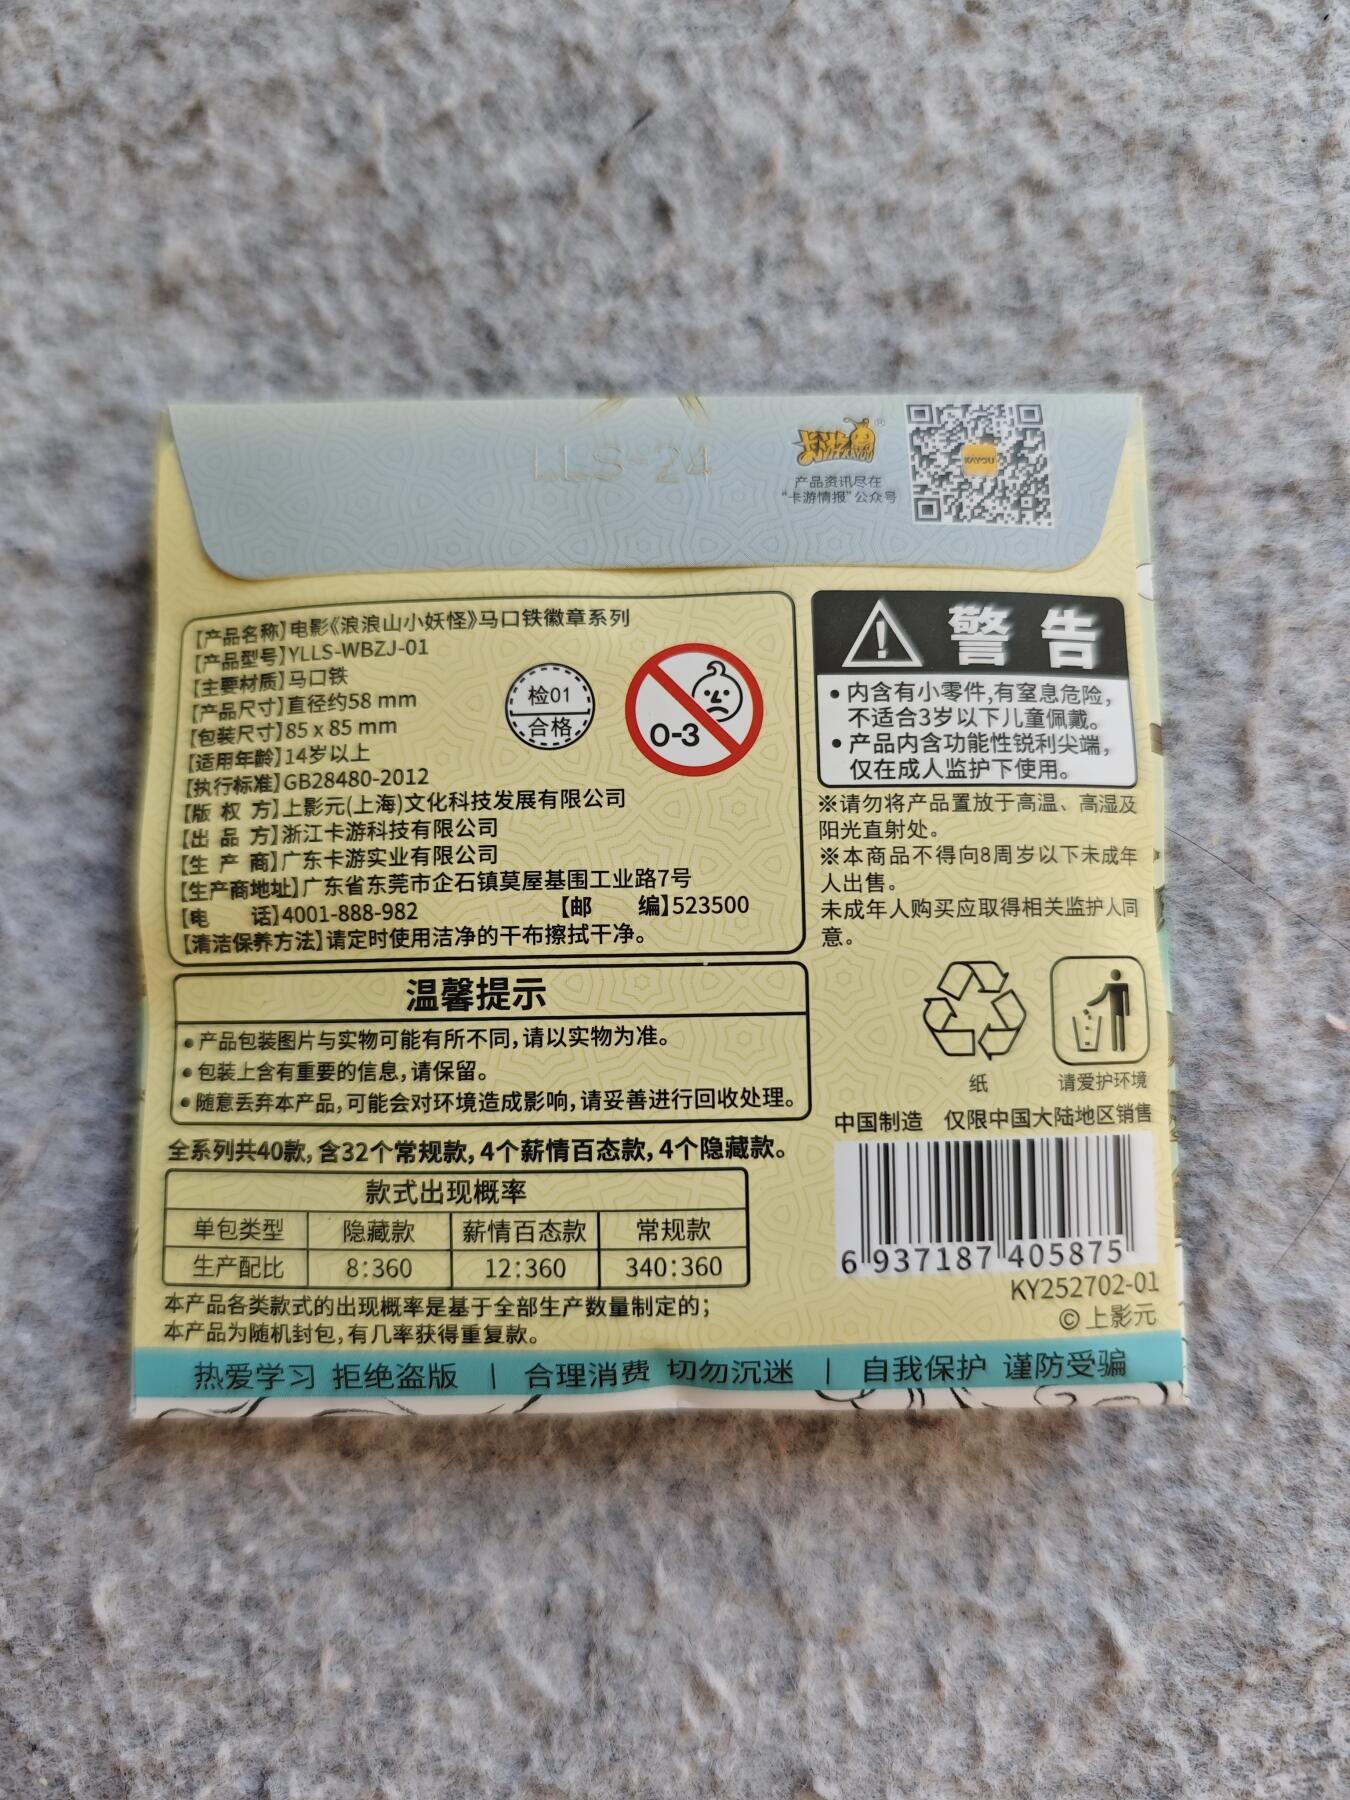 LLS-24
卡游
KAYOU
产品资讯尽在
“卡游情报”公众号
【产品名称】电影《浪浪山小妖怪》马口铁徽章系列
【产品型号】YLLS-WBZJ-01
【主要材质】马口铁
【产品尺寸】直径约58 mm
【包装尺寸】85 x 85 mm
【适用年龄】14岁以上
【执行标准】GB28480-2012
【版 权 方】上影元(上海)文化科技发展有限公司
【出 品 方】浙江卡游科技有限公司
【生 产 商】广东卡游实业有限公司
【生产商地址】广东省东莞市企石镇莫屋基围工业路7号
【电 话】4001-888-982 【邮 编】523500
【清洁保养方法】请定时使用洁净的干布擦拭干净。
检01
合格
0-3
警告
•内含有小零件,有窒息危险,
不适合3岁以下儿童佩戴。
•产品内含功能性锐利尖端,
仅在成人监护下使用。
※请勿将产品置放于高温、高湿及
阳光直射处。
※本商品不得向8周岁以下未成年
人出售。
未成年人购买应取得相关监护人同
意。
温馨提示
•产品包装图片与实物可能有所不同,请以实物为准。
•包装上含有重要的信息,请保留。
•随意丢弃本产品,可能会对环境造成影响,请妥善进行回收处理。
纸
请爱护环境
中国制造 仅限中国大陆地区销售
6 937187 405875
KY252702-01
© 上影元
全系列共40款,含32个常规款,4个薪情百态款,4个隐藏款。
款式出现概率
单包类型 隐藏款 薪情百态款 常规款
生产配比 8:360 12:360 340:360
本产品各类款式的出现概率是基于全部生产数量制定的;
本产品为随机封包,有几率获得重复款。
热爱学习 拒绝盗版 | 合理消费 切勿沉迷 | 自我保护 谨防受骗